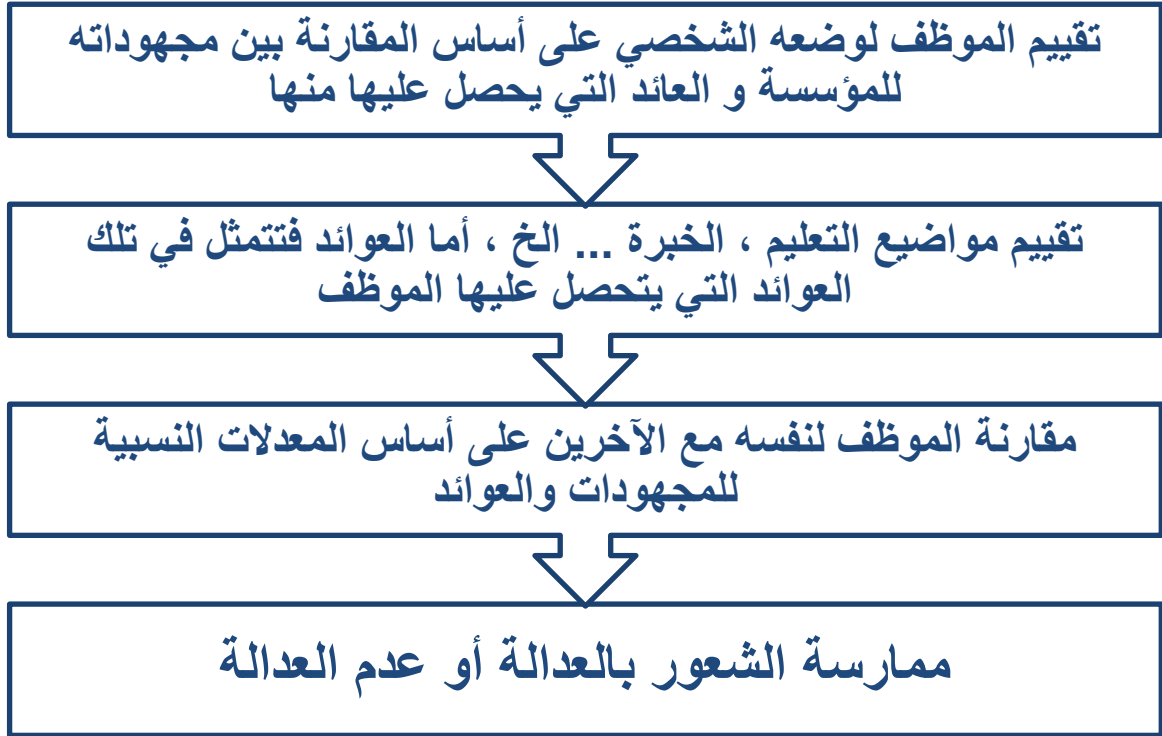 تقييم الموظف لوضعه الشخصي على أساس المقارنة بين مجهوداته
للمؤسسة و العائد التي يحصل عليها منها
تقييم مواضيع التعليم ، الخبرة ... الخ ، أما العوائد فتتمثل في تلك
العوائد التي يتحصل عليها الموظف
مقارنة الموظف لنفسه مع الآخرين على أساس المعدلات النسبية
للمجهودات والعوائد
ممارسة الشعور بالعدالة أو عدم العدالة